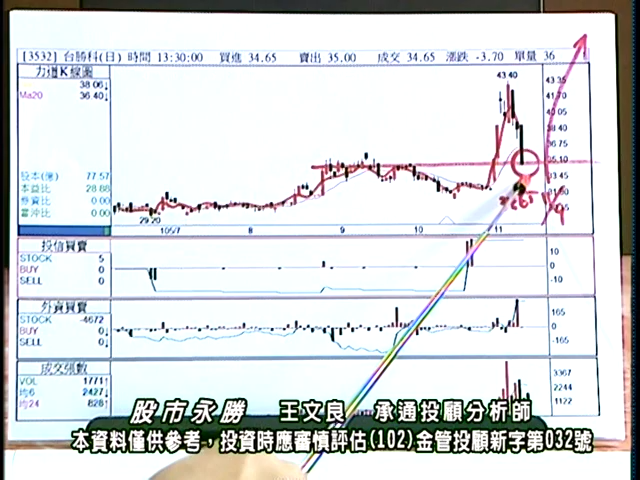 [3532] 台勝科(日) 時間 13:30:00 買進 34.65 賣出 35.00 成交 34.65 漲跌 -3.70 單量 36
力道K線圖
38.06↓
Ma20 36.40↓
43.40
43.35
41.70
40.05
38.40
36.75
35.10
33.45
股本(億) 77.57
本益比 28.88
券資比 0.00
當沖比 0.00
29.20
105/7 8 9 10 11
11/9
投信買賣
STOCK 5
BUY 0
SELL 0
10
0
-10
外資買賣
STOCK -4672
BUY 0↓
SELL 0↓
165
0
-165
成交張數
VOL 1771↑
均6 2427↓
均24 828↑
3367
2244
1122
股市永勝 王文良 承通投顧分析師
本資料僅供參考，投資時應審慎評估(102)金管投顧新字第032號